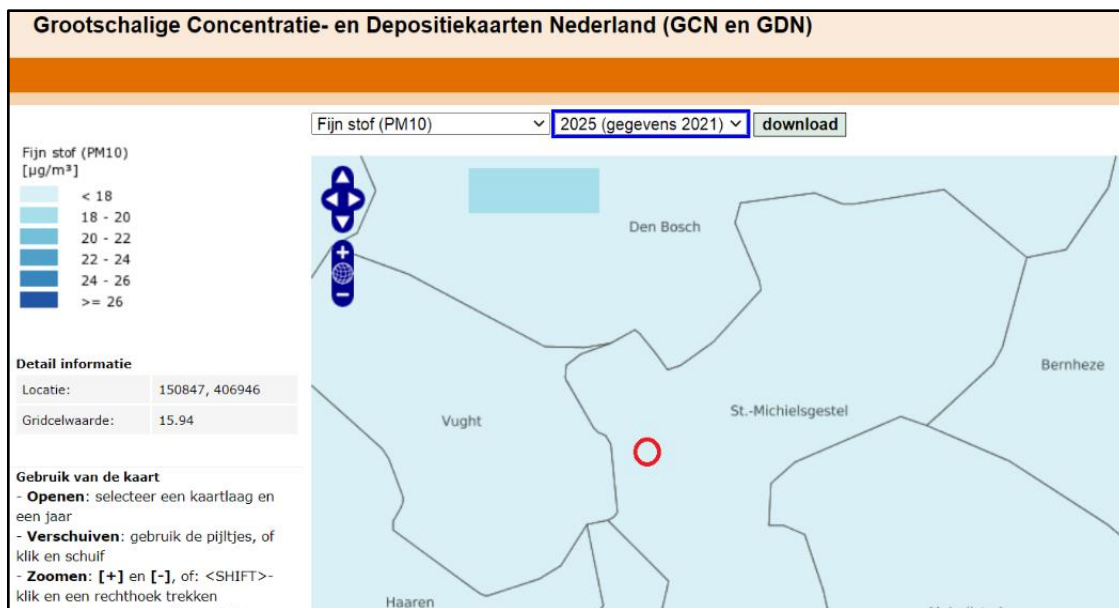 Grootschalige Concentratie- en Depositiekaarten Nederland (GCN en GDN)
Fijn stof (PM10) 2025 (gegevens 2021) download
Fijn stof (PM10)
[µg/m³]
< 18
18 - 20
20 - 22
22 - 24
24 - 26
>= 26
Detail informatie
Locatie: 150847, 406946
Gridcelwaarde: 15.94
Gebruik van de kaart
- Openen: selecteer een kaartlaag en
een jaar
- Verschuiven: gebruik de pijltjes, of
klik en schuif
- Zoomen: [+] en [-], of: <SHIFT>-
klik en een rechthoek trekken
Den Bosch
Bernheze
St.-Michielsgestel
Vught
Haaren